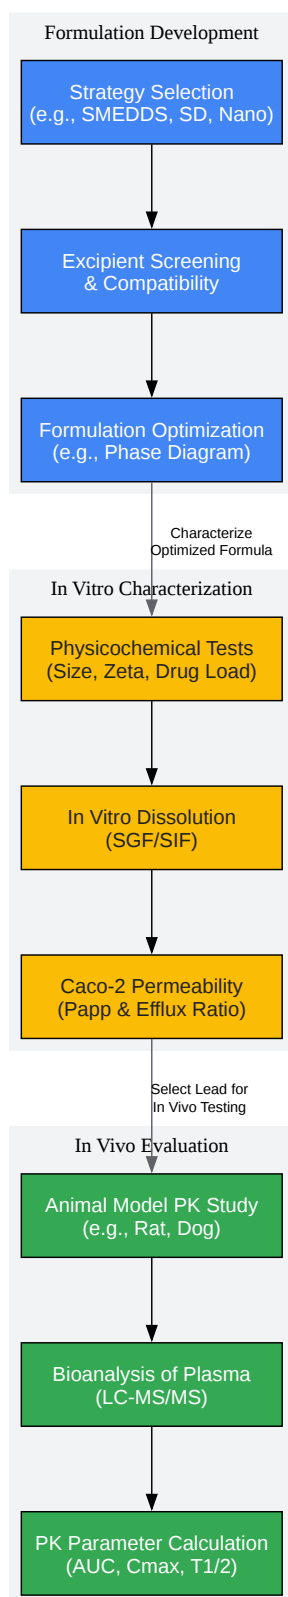 Formulation Development
Strategy Selection
(e.g., SMEDDS, SD, Nano)
Excipient Screening
& Compatibility
Formulation Optimization
(e.g., Phase Diagram)
Characterize
Optimized Formula
In Vitro Characterization
Physicochemical Tests
(Size, Zeta, Drug Load)
In Vitro Dissolution
(SGF/SIF)
Caco-2 Permeability
(Papp & Efflux Ratio)
Select Lead for
In Vivo Testing
In Vivo Evaluation
Animal Model PK Study
(e.g., Rat, Dog)
Bioanalysis of Plasma
(LC-MS/MS)
PK Parameter Calculation
(AUC, Cmax, T1/2)